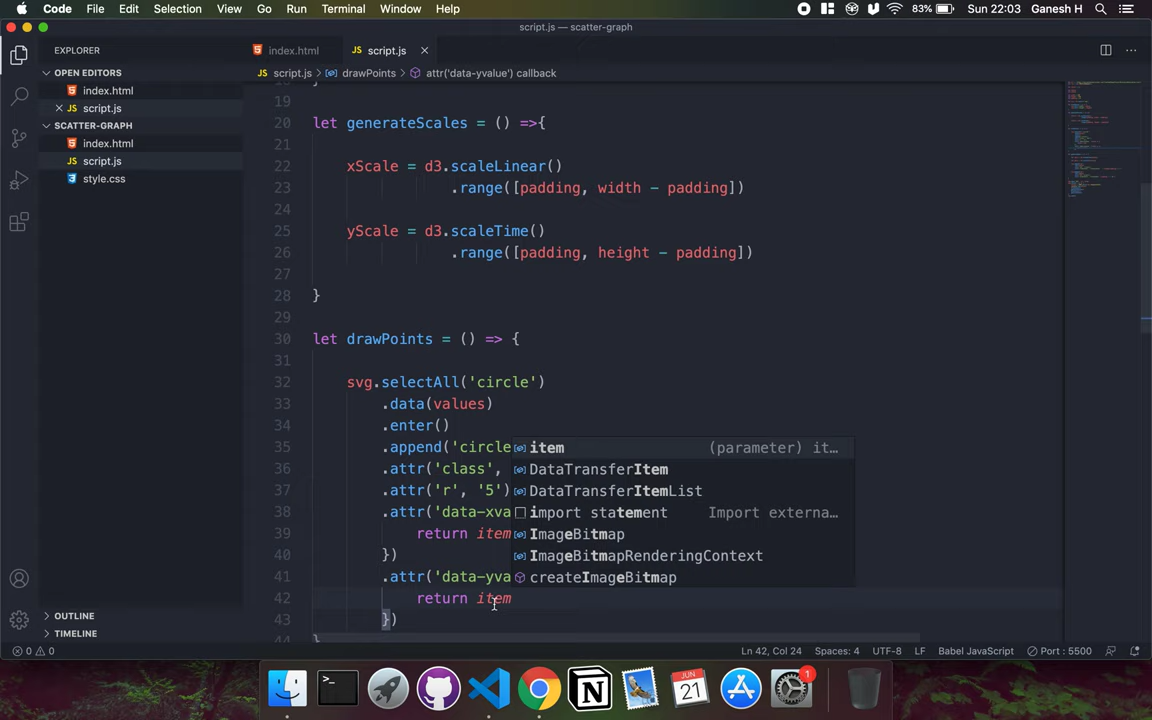 Code File Edit Selection View Go Run Terminal Window Help 83% Sun 22:03 Ganesh H
script.js — scatter-graph
EXPLORER
index.html
JS script.js
JS script.js > drawPoints > attr('data-yvalue') callback
OPEN EDITORS
index.html
JS script.js
SCATTER-GRAPH
index.html
JS script.js
style.css
19
20 let generateScales = () =>{
21
22 xScale = d3.scaleLinear()
23 .range([padding, width - padding])
24
25 yScale = d3.scaleTime()
26 .range([padding, height - padding])
27
28 }
29
30 let drawPoints = () => {
31
32 svg.selectAll('circle')
33 .data(values)
34 .enter()
35 .append('circle
36 .attr('class',
37 .attr('r', '5')
38 .attr('data-xva
39 return item
40 })
41 .attr('data-yva
42 return item
43 })
44 }
item (parameter) it…
DataTransferItem
DataTransferItemList
import statement Import externa…
ImageBitmap
ImageBitmapRenderingContext
createImageBitmap
OUTLINE
TIMELINE
0 0 Ln 42, Col 24 Spaces: 4 UTF-8 LF Babel JavaScript Port : 5500
JUN
21
1